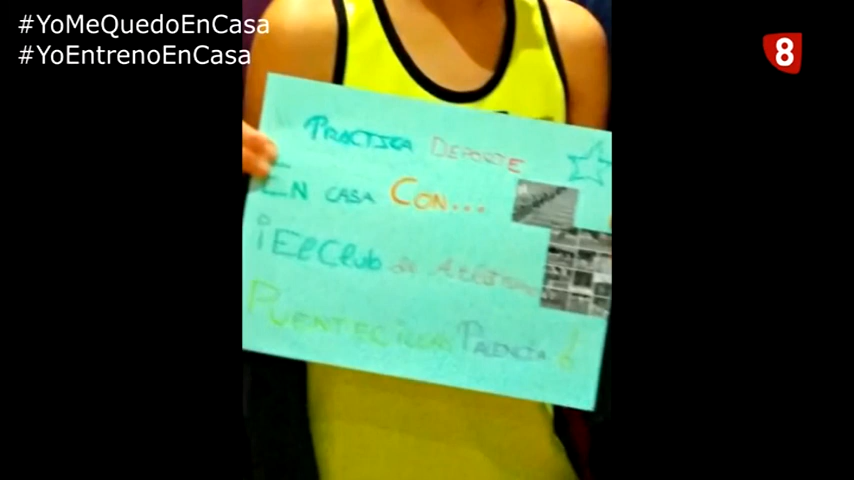 #YoMeQuedoEnCasa
#YoEntrenoEnCasa
8
PRACTICA DEPORTE
EN CASA CON...
¡El Club de Atletismo
PUENTECILLAS PALENCIA!